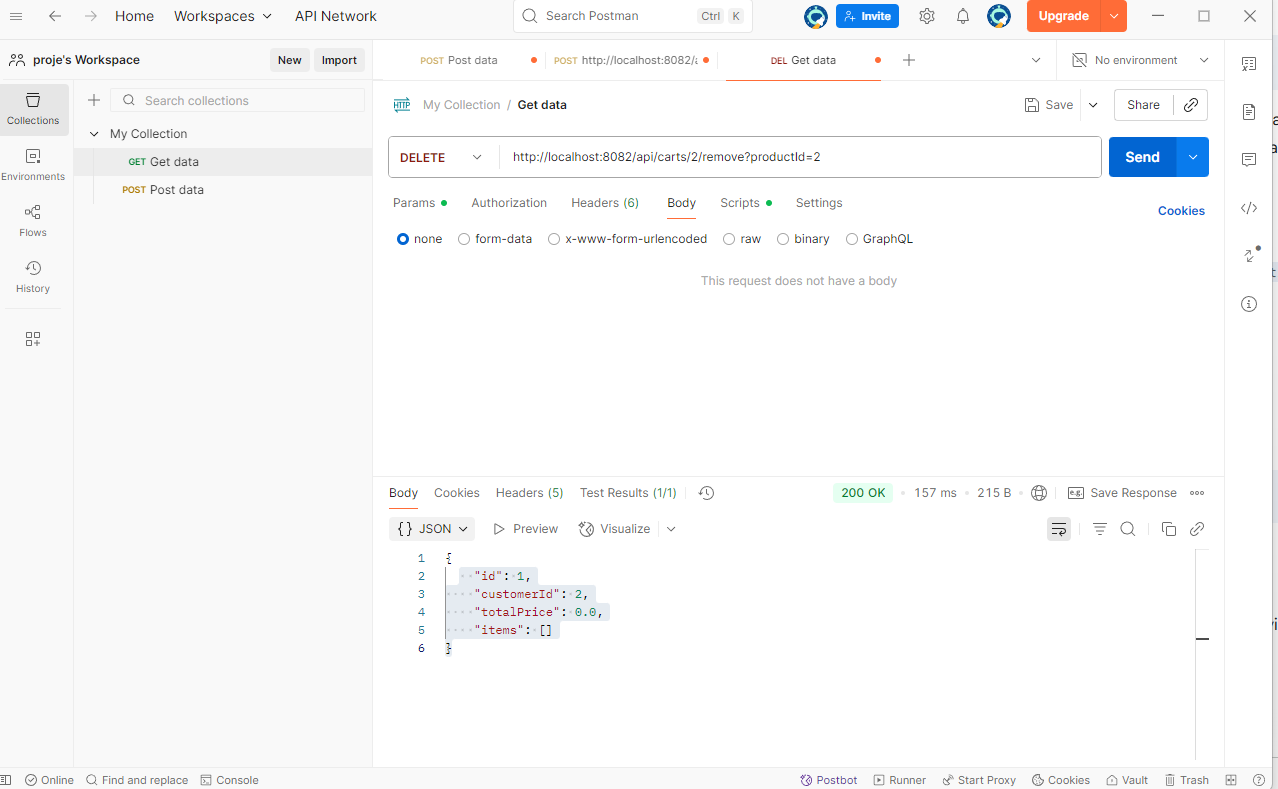 Home
Workspaces
API Network
Search Postman
Ctrl
K
Invite
Upgrade
proje's Workspace
New
Import
POST Post data
POST http://localhost:8082/a
DEL Get data
No environment
Collections
Environments
Flows
History
Search collections
My Collection
GET Get data
POST Post data
HTTP
My Collection / Get data
Save
Share
DELETE
http://localhost:8082/api/carts/2/remove?productId=2
Send
Params
Authorization
Headers (6)
Body
Scripts
Settings
Cookies
none
form-data
x-www-form-urlencoded
raw
binary
GraphQL
This request does not have a body
Body
Cookies
Headers (5)
Test Results (1/1)
200 OK
157 ms
215 B
e.g.
Save Response
{} JSON
Preview
Visualize
1 {
2 "id": 1,
3 "customerId": 2,
4 "totalPrice": 0.0,
5 "items": []
6 }
Online
Find and replace
Console
Postbot
Runner
Start Proxy
Cookies
Vault
Trash